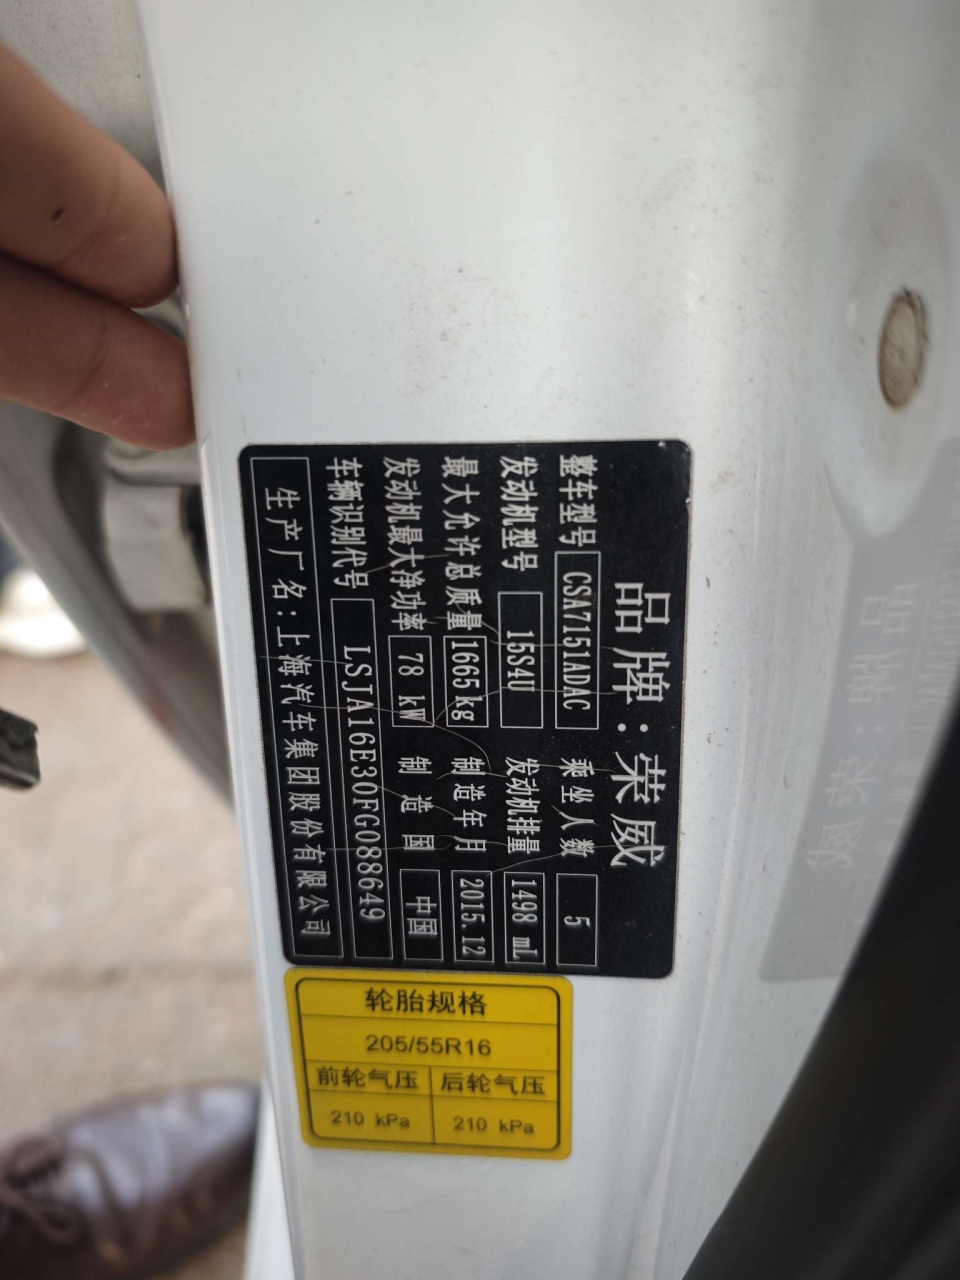 品牌:荣威
整车型号 CSA7151ADAC 乘坐人数 5
发动机型号 15S4U 发动机排量 1498 mL
最大允许总质量 1665kg 制造年月 2015.12
发动机最大净功率 78 kW 制造国 中国
车辆识别代号 LSJA16E30FG088649
生产厂名:上海汽车集团股份有限公司
轮胎规格
205/55R16
前轮气压 后轮气压
210 kPa 210 kPa